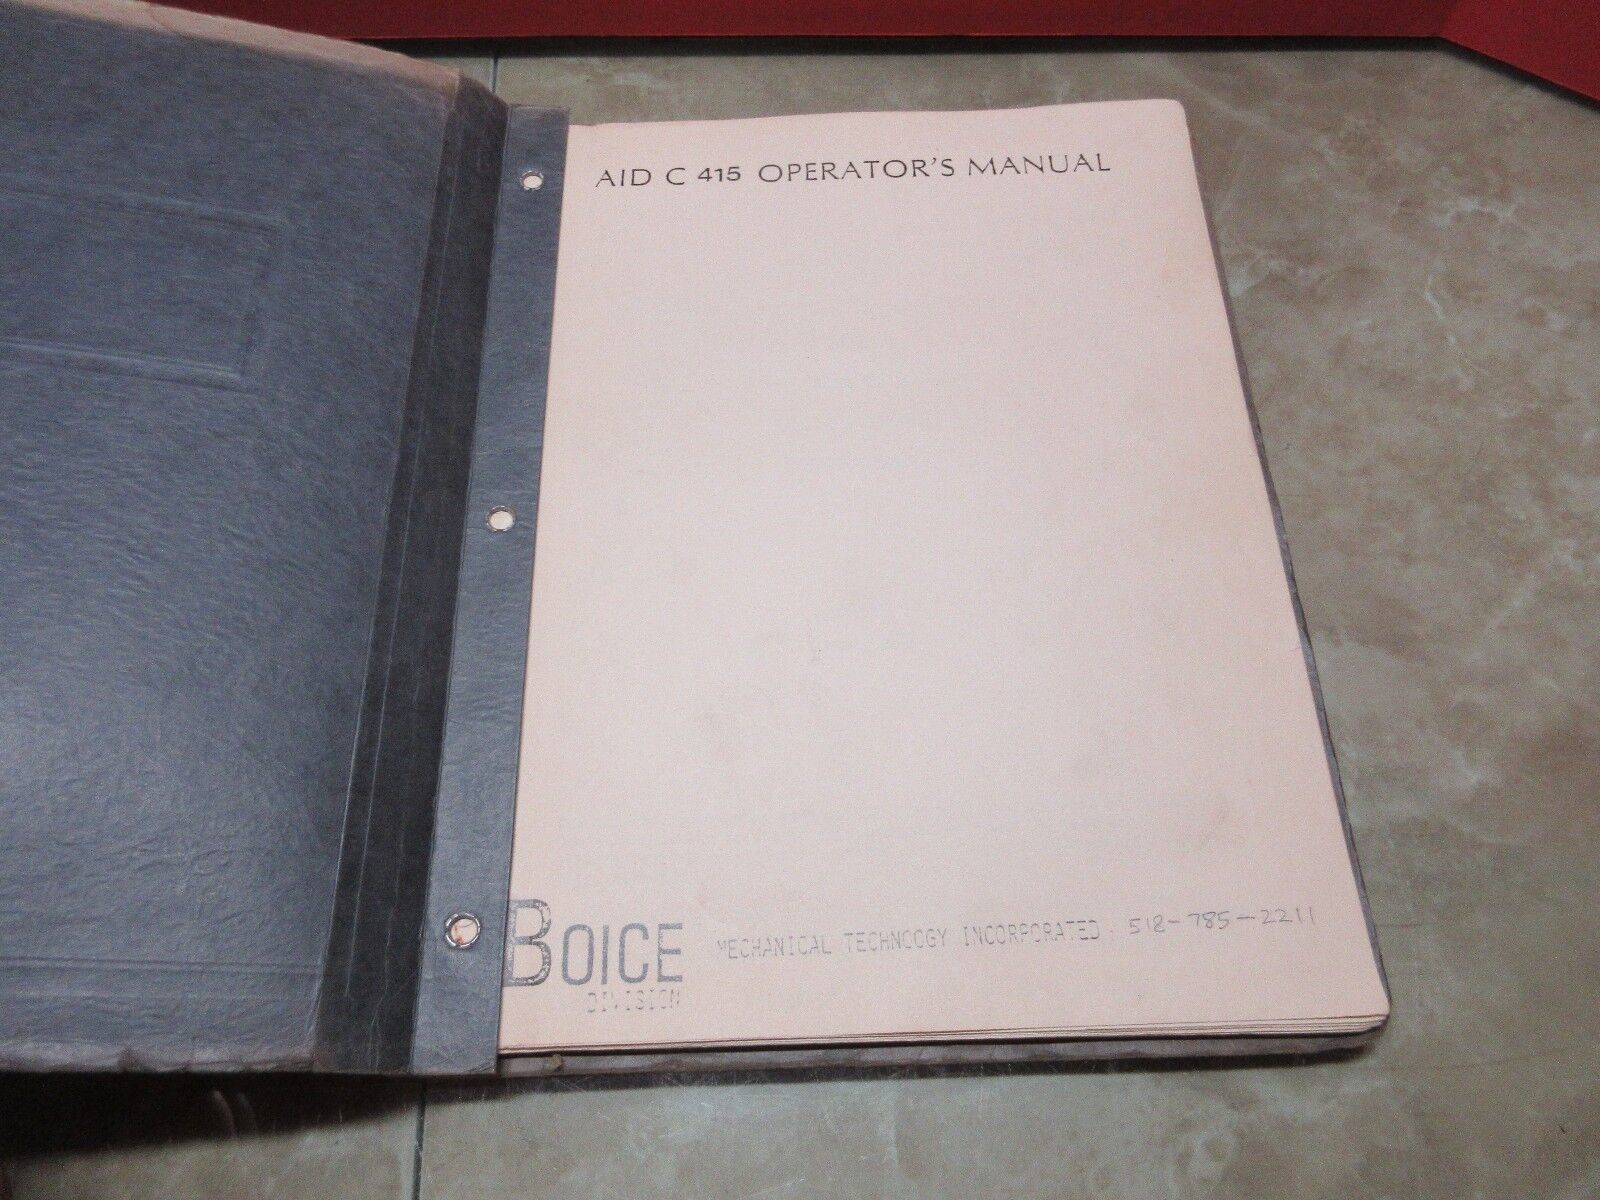 AID C 415 OPERATOR'S MANUAL
BOICE MECHANICAL TECHNOOGY INCORPORATED. 518-785-2211
DIVISION